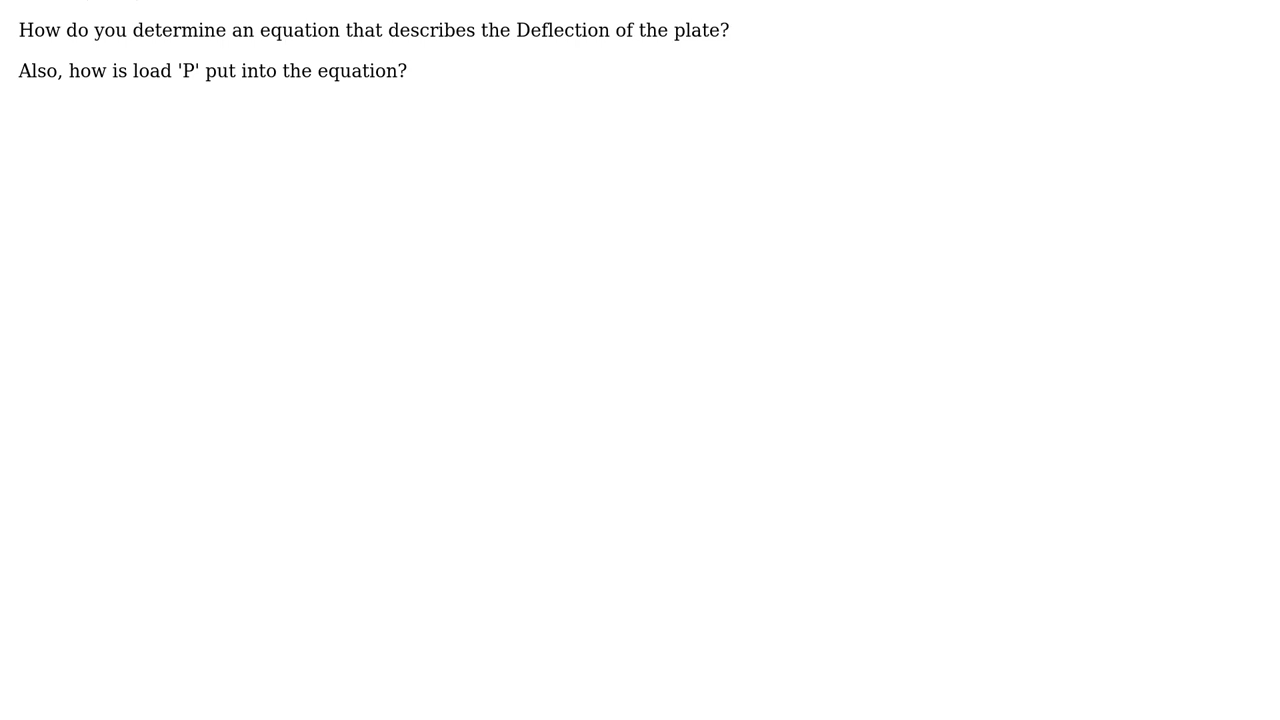 How do you determine an equation that describes the Deflection of the plate?
Also, how is load 'P' put into the equation?